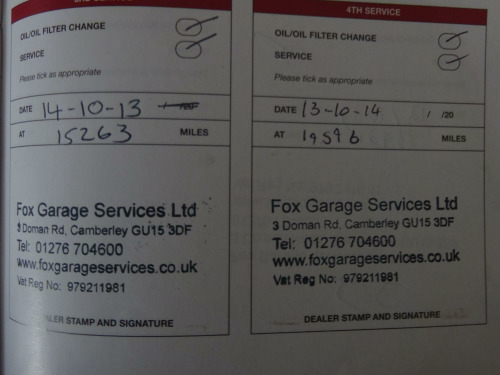 SERVICE
OIL/OIL FILTER CHANGE
SERVICE
Please tick as appropriate
DATE 14-10-13
AT 15263 MILES
Fox Garage Services Ltd
3 Doman Rd, Camberley GU15 3DF
Tel: 01276 704600
www.foxgarageservices.co.uk
Vat Reg No: 979211981
DEALER STAMP AND SIGNATURE
4TH SERVICE
OIL/OIL FILTER CHANGE
SERVICE
Please tick as appropriate
DATE 13-10-14 / /20
AT 19596 MILES
Fox Garage Services Ltd
3 Doman Rd, Camberley GU15 3DF
Tel: 01276 704600
www.foxgarageservices.co.uk
Vat Reg No: 979211981
DEALER STAMP AND SIGNATURE